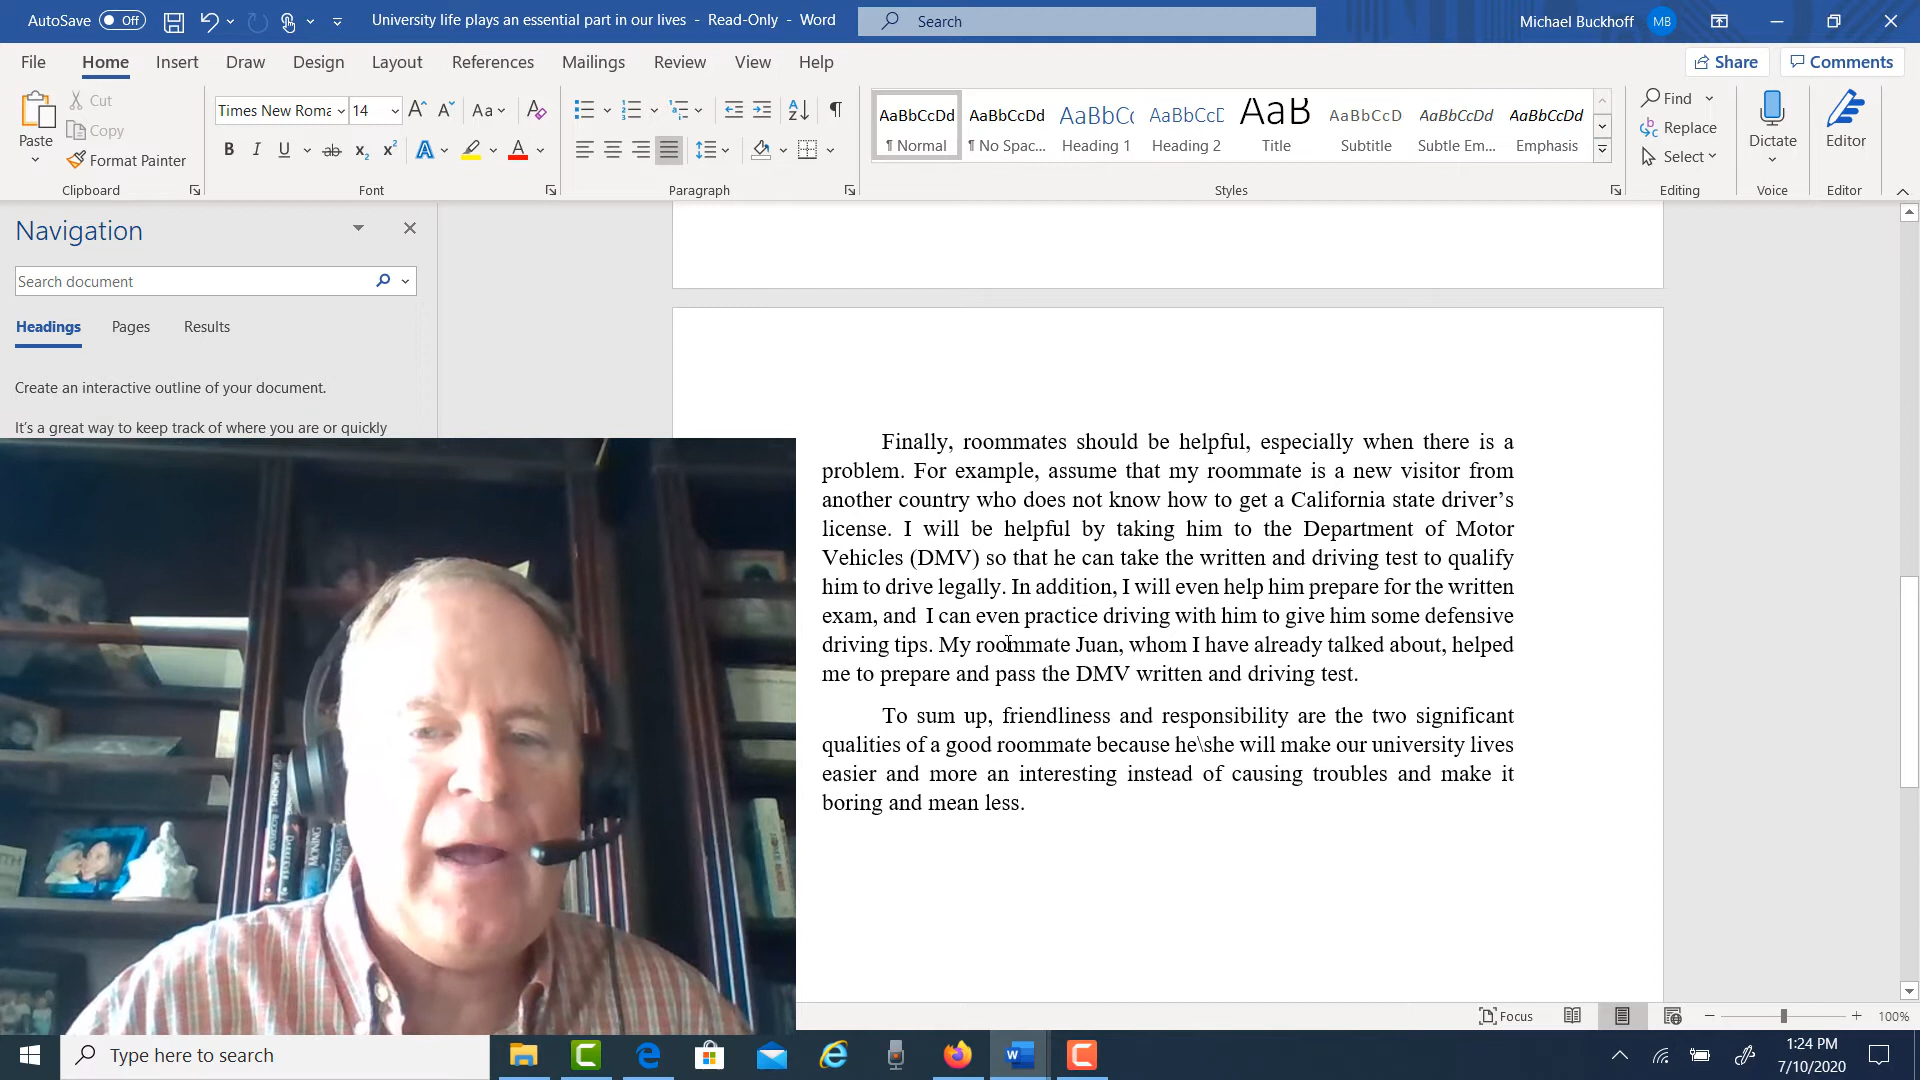 AutoSave Off University life plays an essential part in our lives - Read-Only - Word Search Michael Buckhoff MB
File Home Insert Draw Design Layout References Mailings Review View Help Share Comments
Paste Cut Copy Format Painter
Clipboard
Times New Roma 14
Font
Paragraph
AaBbCcDd AaBbCcDd AaBbCc AaBbCcD AaB AaBbCcD AaBbCcDd AaBbCcDd
¶ Normal ¶ No Spac... Heading 1 Heading 2 Title Subtitle Subtle Em... Emphasis
Styles
Find
Replace
Select
Editing
Dictate
Voice
Editor
Editor
Navigation
Search document
Headings Pages Results
Create an interactive outline of your document.
It's a great way to keep track of where you are or quickly
Finally, roommates should be helpful, especially when there is a
problem. For example, assume that my roommate is a new visitor from
another country who does not know how to get a California state driver’s
license. I will be helpful by taking him to the Department of Motor
Vehicles (DMV) so that he can take the written and driving test to qualify
him to drive legally. In addition, I will even help him prepare for the written
exam, and I can even practice driving with him to give him some defensive
driving tips. My roommate Juan, whom I have already talked about, helped
me to prepare and pass the DMV written and driving test.
To sum up, friendliness and responsibility are the two significant
qualities of a good roommate because he\she will make our university lives
easier and more an interesting instead of causing troubles and make it
boring and mean less.
Focus 100%
Type here to search
1:24 PM
7/10/2020